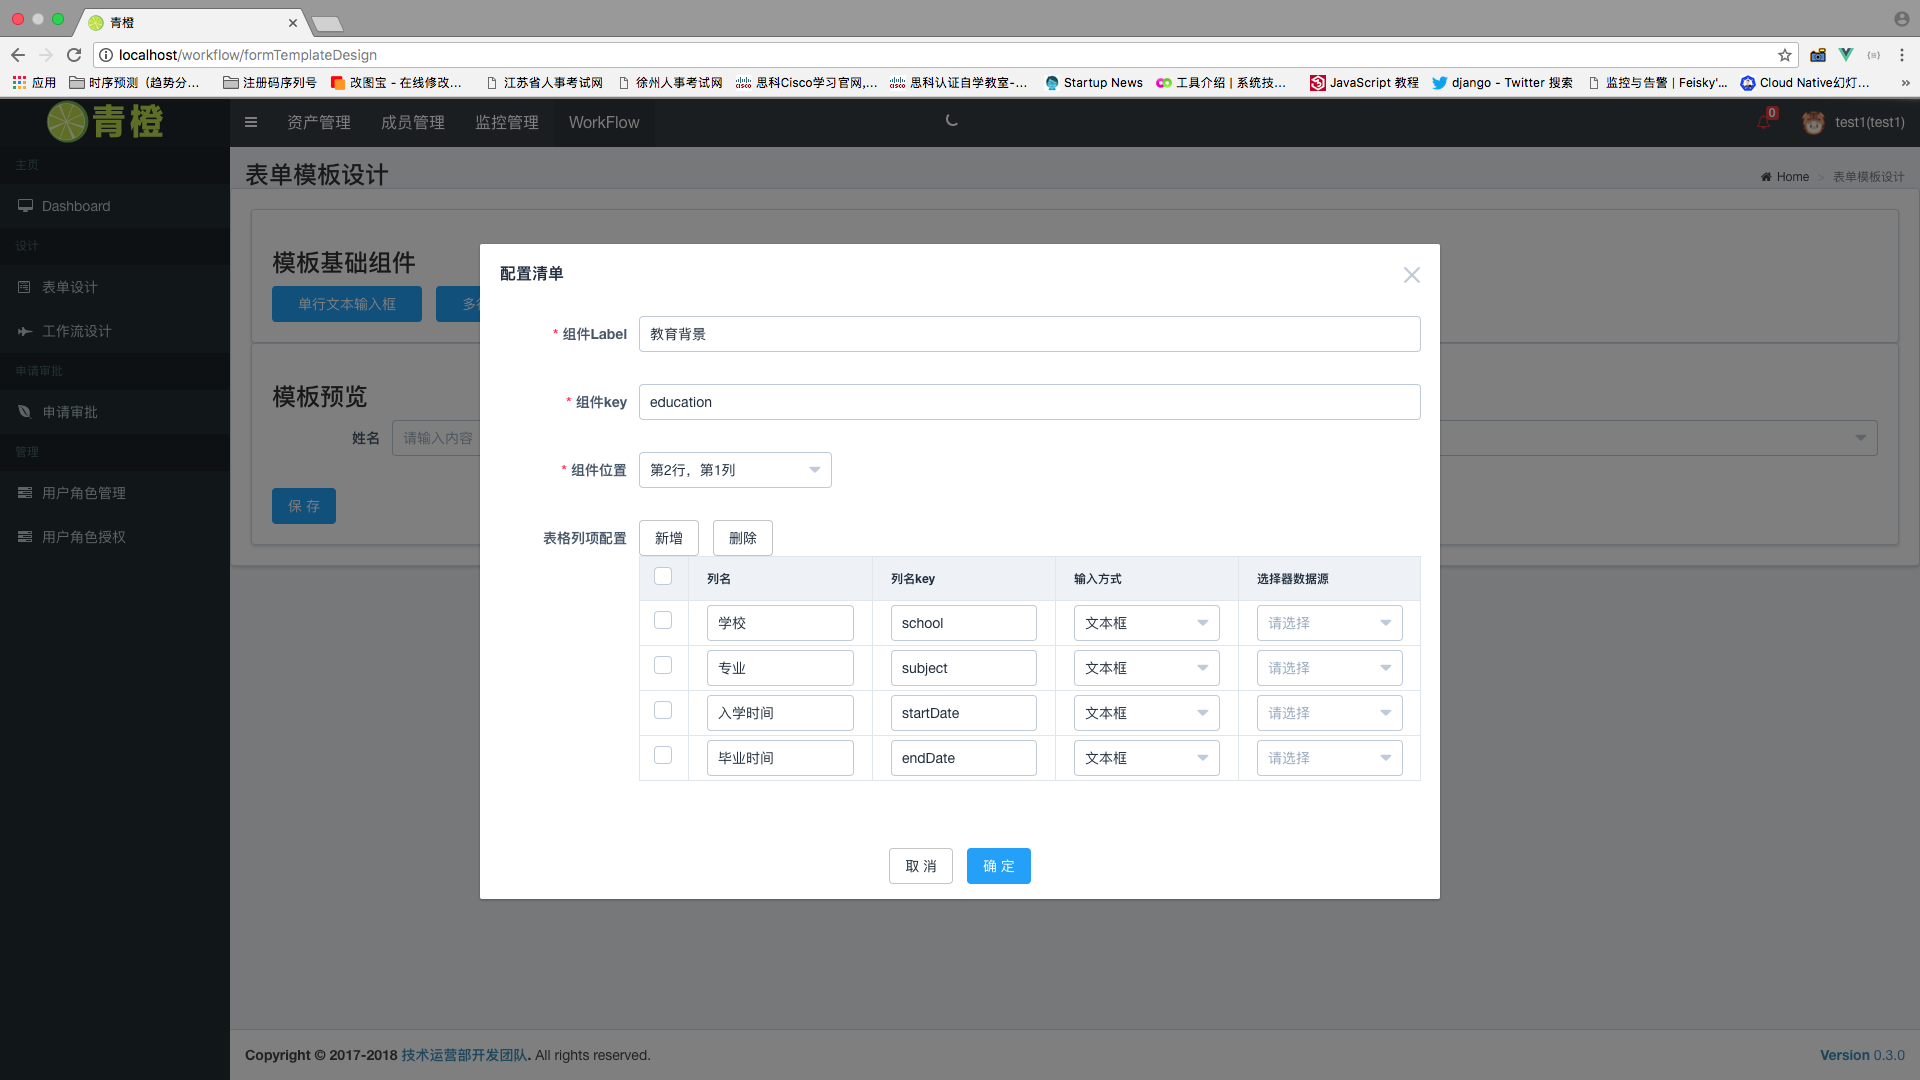 青橙
localhost/workflow/formTemplateDesign
应用 时序预测（趋势分... 注册码序列号 改图宝 - 在线修改... 江苏省人事考试网 徐州人事考试网 思科Cisco学习官网,... 思科认证自学教室-... Startup News 工具介绍 | 系统技... JavaScript 教程 django - Twitter 搜索 监控与告警 | Feisky'... Cloud Native幻灯... »
青橙 资产管理 成员管理 监控管理 WorkFlow 0 test1(test1)
主页
Dashboard
设计
表单设计
工作流设计
申请审批
申请审批
管理
用户角色管理
用户角色授权
表单模板设计
Home > 表单模板设计
模板基础组件
单行文本输入框
模板预览
姓名 请输入内容
保 存
配置清单
* 组件Label 教育背景
* 组件key education
* 组件位置 第2行，第1列
表格列项配置 新增 删除
列名 列名key 输入方式 选择器数据源
学校 school 文本框 请选择
专业 subject 文本框 请选择
入学时间 startDate 文本框 请选择
毕业时间 endDate 文本框 请选择
取 消 确 定
Copyright © 2017-2018 技术运营部开发团队. All rights reserved.
Version 0.3.0